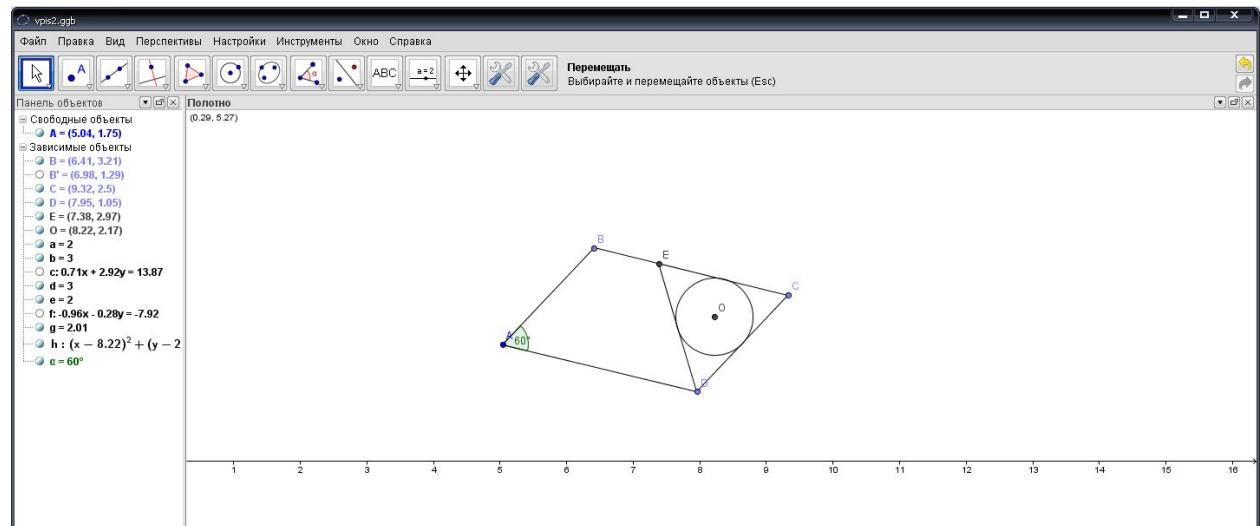 vpis2.ggb
Файл Правка Вид Перспективы Настройки Инструменты Окно Справка
A
α
ABC
a=2
Перемещать
Выбирайте и перемещайте объекты (Esc)
Панель объектов
Полотно
Свободные объекты
A = (5.04, 1.75)
Зависимые объекты
B = (6.41, 3.21)
B' = (6.98, 1.29)
C = (9.32, 2.5)
D = (7.95, 1.05)
E = (7.38, 2.97)
O = (8.22, 2.17)
a = 2
b = 3
c: 0.71x + 2.92y = 13.87
d = 3
e = 2
f: -0.96x - 0.28y = -7.92
g = 2.01
h : (x − 8.22)² + (y − 2
α = 60°
(0.29, 5.27)
B
E
C
O
A
60°
D
1 2 3 4 5 6 7 8 9 10 11 12 13 14 15 16